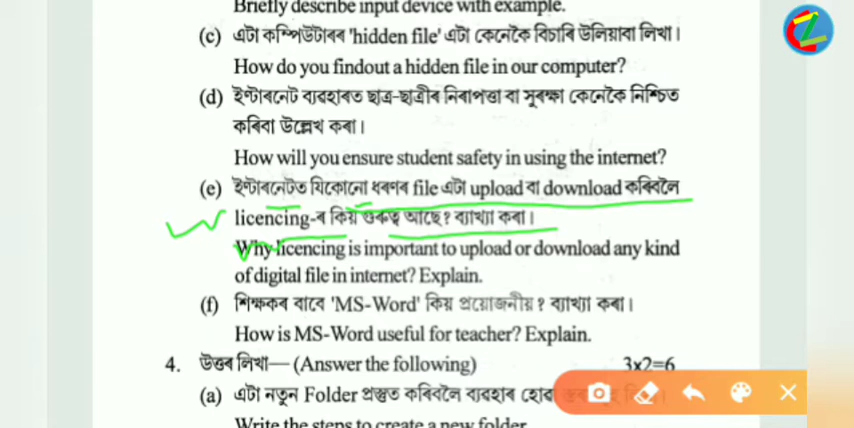 Briefly describe input device with example.
(c) এটা কম্পিউটাৰৰ 'hidden file' এটা কেনেকৈ বিচাৰি উলিয়াবা লিখা।
How do you findout a hidden file in our computer?
(d) ইণ্টাৰনেট ব্যৱহাৰত ছাত্ৰ-ছাত্ৰীৰ নিৰাপত্তা বা সুৰক্ষা কেনেকৈ নিশ্চিত
কৰিবা উল্লেখ কৰা।
How will you ensure student safety in using the internet?
(e) ইণ্টাৰনেটত যিকোনো ধৰণৰ file এটা upload বা download কৰিবলৈ
licencing-ৰ কিয় গুৰুত্ব আছে? ব্যাখ্যা কৰা।
Why licencing is important to upload or download any kind
of digital file in internet? Explain.
(f) শিক্ষকৰ বাবে 'MS-Word' কিয় প্ৰয়োজনীয়? ব্যাখ্যা কৰা।
How is MS-Word useful for teacher? Explain.
4. উত্তৰ লিখা— (Answer the following) 3x2=6
(a) এটা নতুন Folder প্ৰস্তুত কৰিবলৈ ব্যৱহাৰ হোৱা
Write the steps to create a new folder.